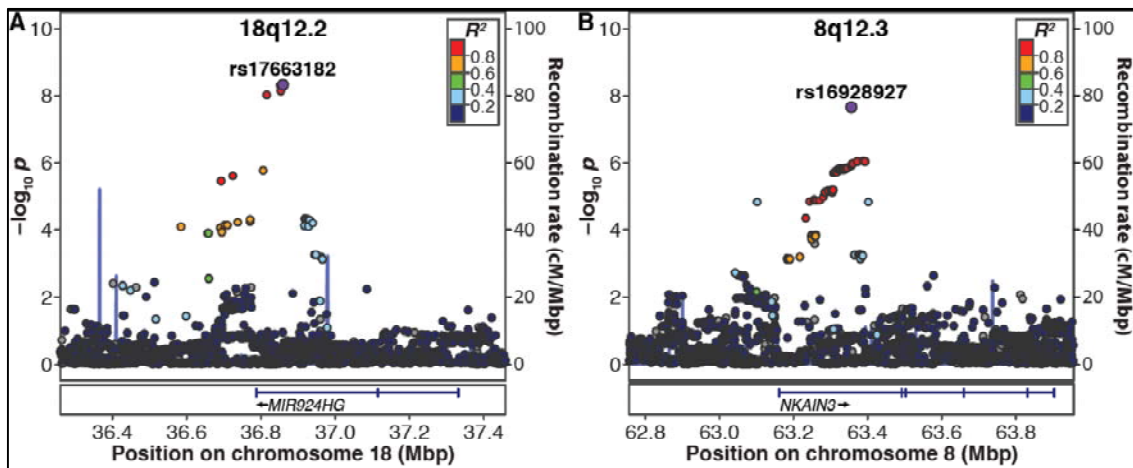 A
18q12.2
rs17663182
R²
0.8
0.6
0.4
0.2
10
8
6
4
2
0
−log₁₀ p
100
80
60
40
20
0
Recombination rate (cM/Mbp)
←MIR924HG
36.4 36.6 36.8 37.0 37.2 37.4
Position on chromosome 18 (Mbp)
B
8q12.3
rs16928927
R²
0.8
0.6
0.4
0.2
10
8
6
4
2
0
−log₁₀ p
100
80
60
40
20
0
Recombination rate (cM/Mbp)
NKAIN3→
62.8 63.0 63.2 63.4 63.6 63.8
Position on chromosome 8 (Mbp)